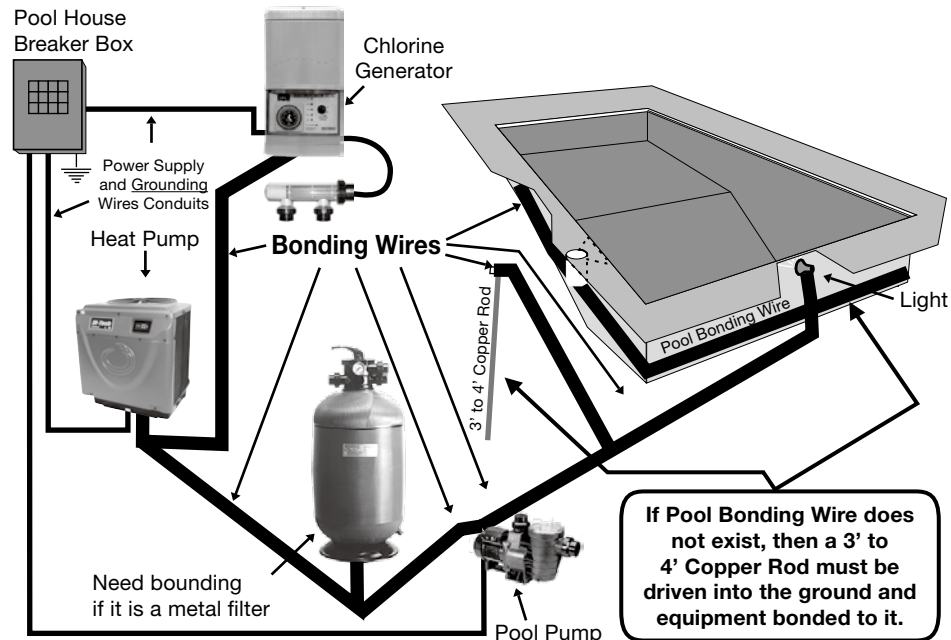 Pool House
Breaker Box
Chlorine
Generator
Power Supply
and Grounding
Wires Conduits
Heat Pump
Bonding Wires
Light
Pool Bonding Wire
3’ to 4’ Copper Rod
Need bounding
if it is a metal filter
Pool Pump
If Pool Bonding Wire does
not exist, then a 3’ to
4’ Copper Rod must be
driven into the ground and
equipment bonded to it.